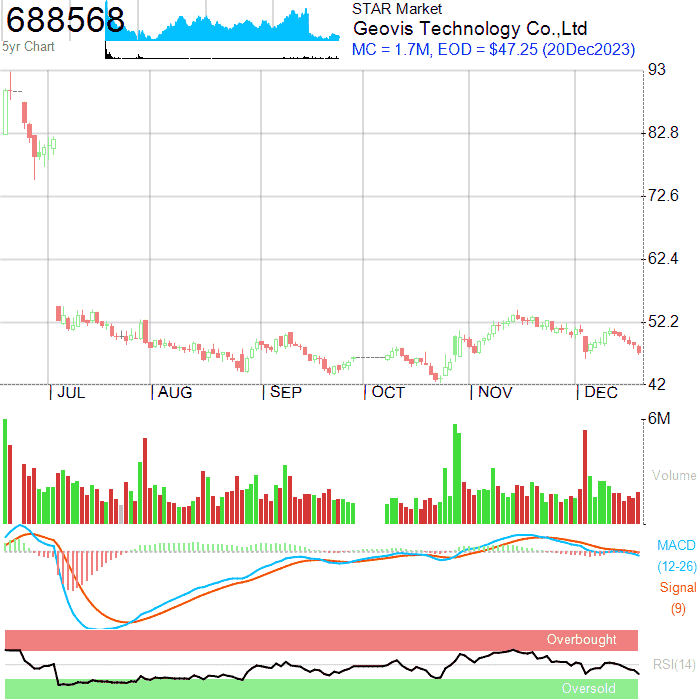 688568
5yr Chart
STAR Market
Geovis Technology Co.,Ltd
MC = 1.7M, EOD = $47.25 (20Dec2023)
93
82.8
72.6
62.4
52.2
42
JUL AUG SEP OCT NOV DEC
6M
Volume
MACD
(12-26)
Signal
(9)
Overbought
RSI(14)
Oversold